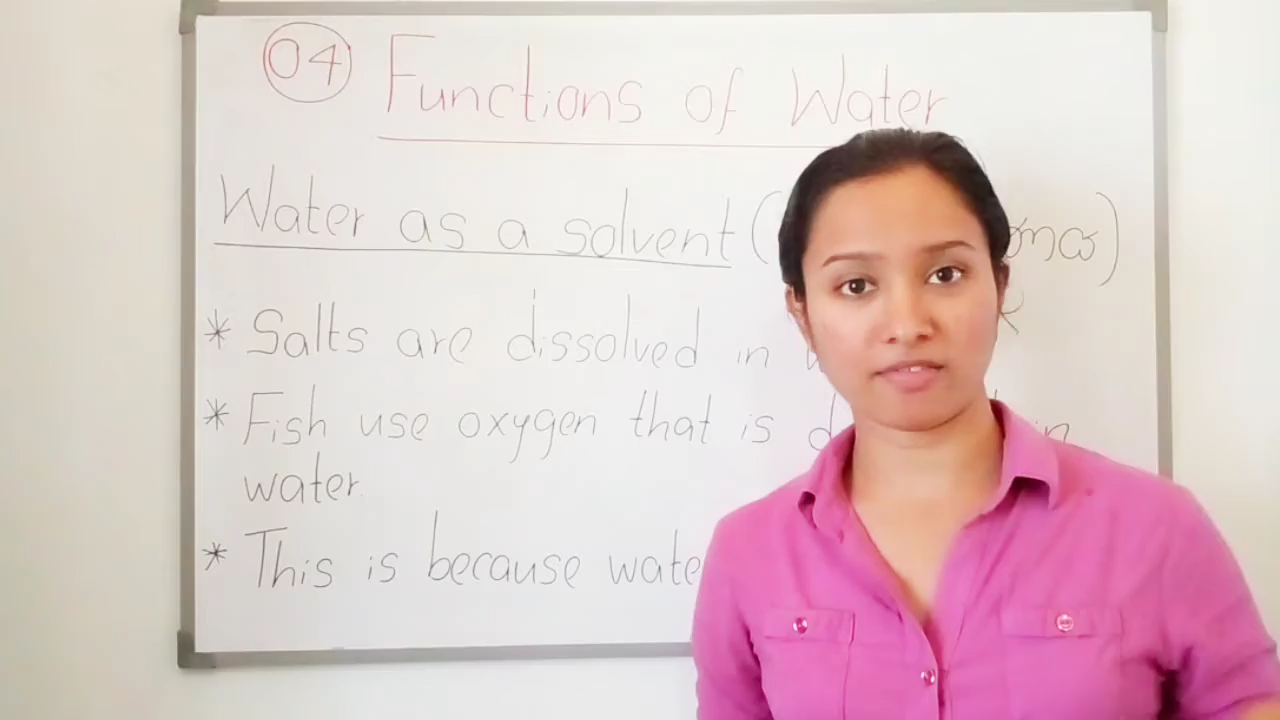 04 Functions of Water
Water as a solvent (
* Salts are dissolved in
* Fish use oxygen that is in
water
* This is because